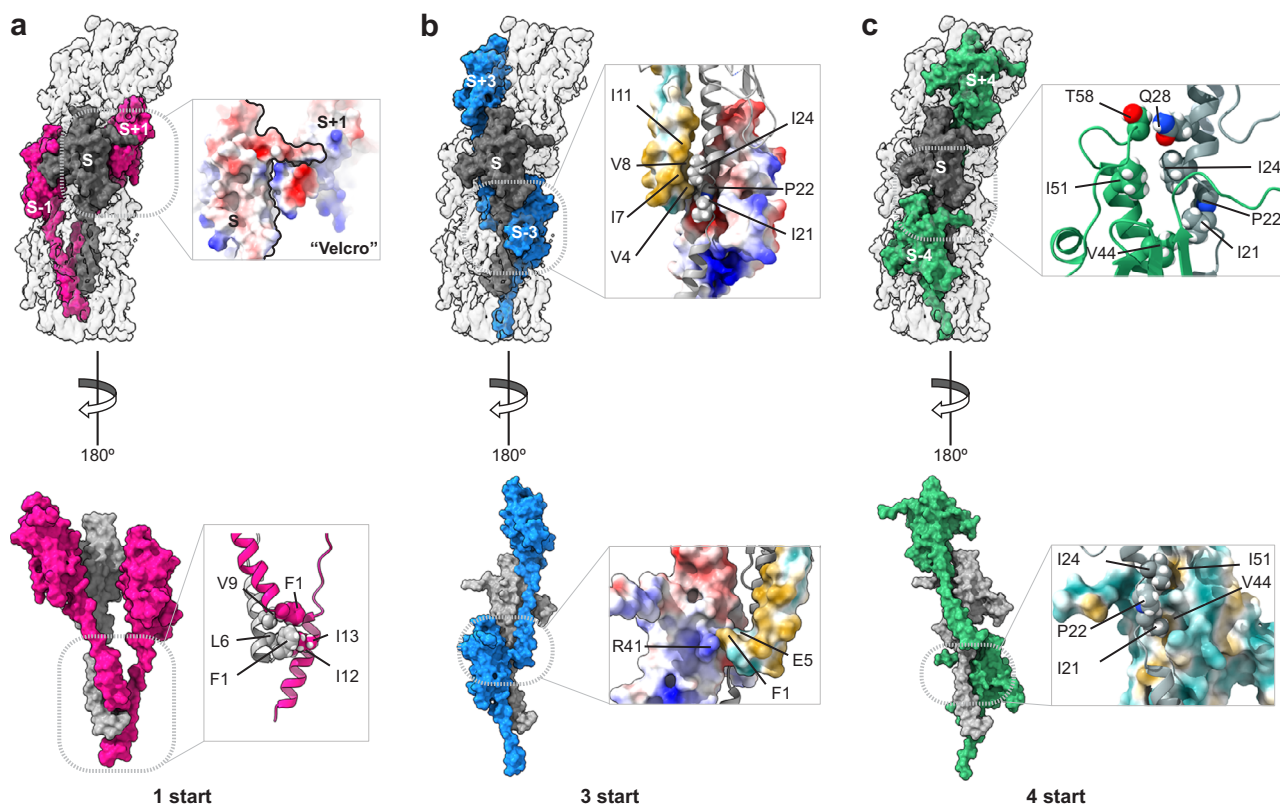 a
S+1
S
S-1
S+1
S
“Velcro”
180º
V9
F1
L6
I13
F1
I12
1 start
b
S+3
S
S-3
I11
I24
V8
P22
I7
I21
V4
180º
R41
E5
F1
3 start
c
S+4
S
S-4
T58
Q28
I24
I51
P22
V44
I21
180º
I24
I51
V44
P22
I21
4 start